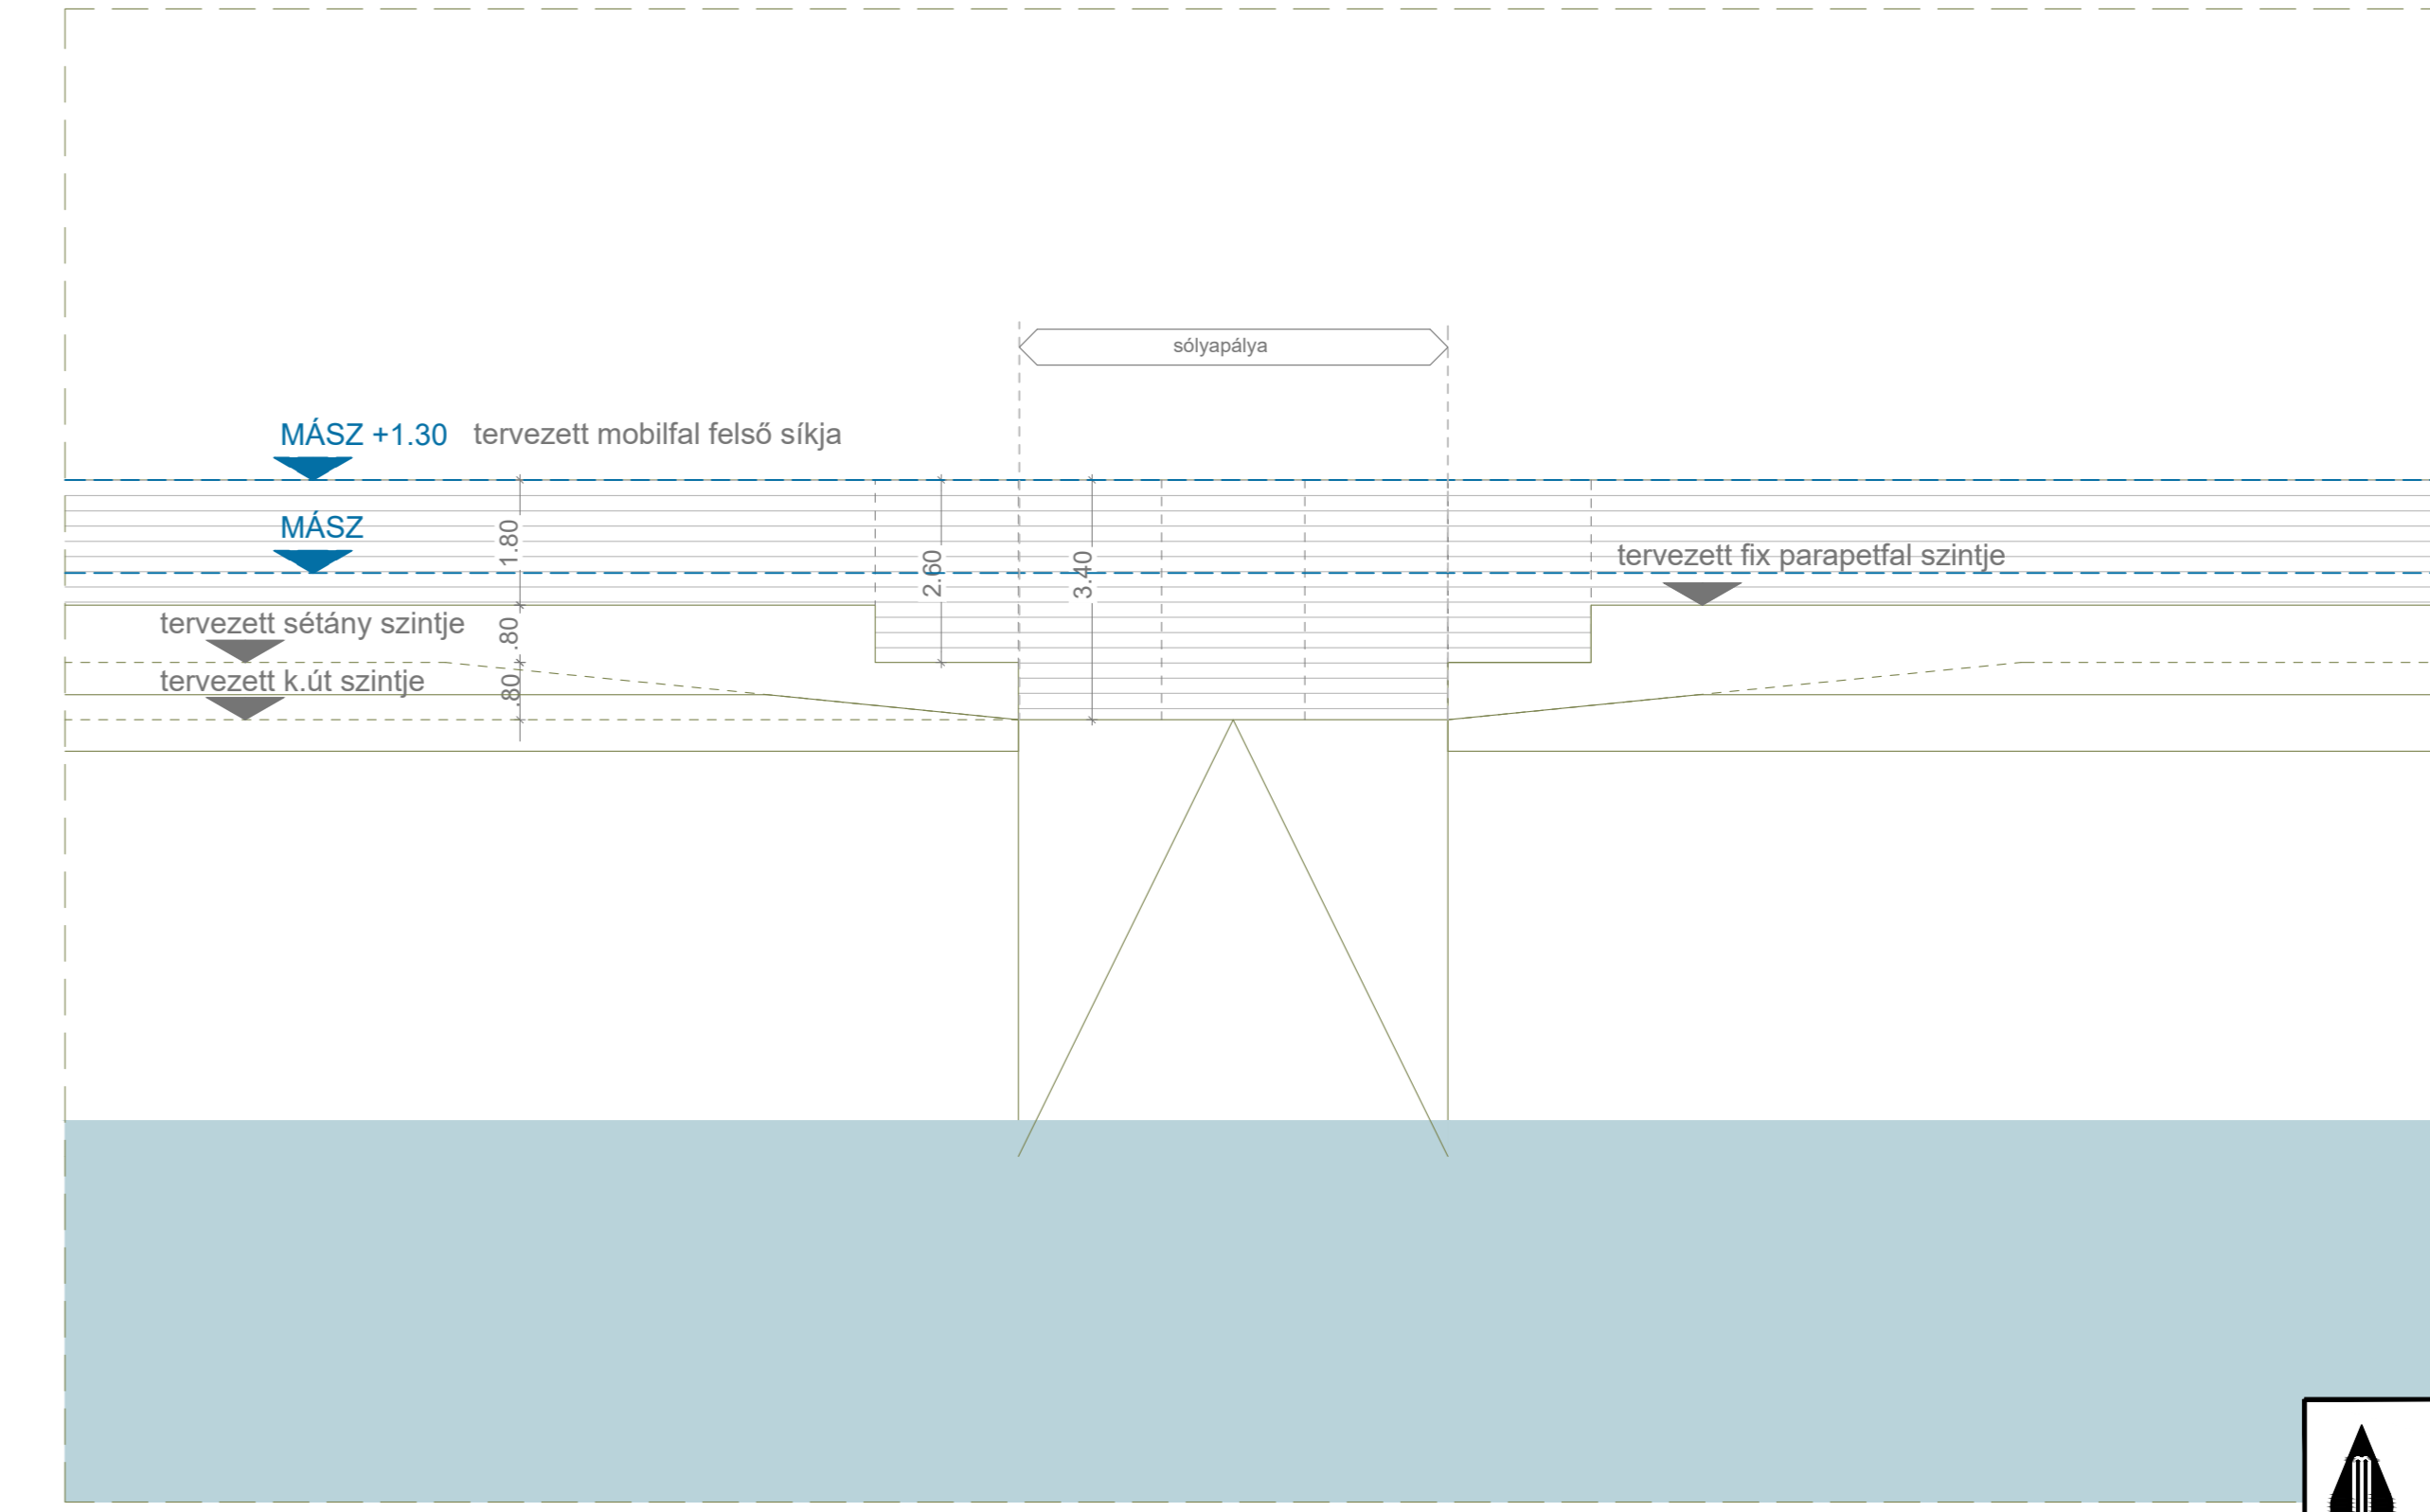 sólyapálya
MÁSZ +1.30 tervezett mobilfal felső síkja
MÁSZ
1.80
2.60
3.40
tervezett fix parapetfal szintje
tervezett sétány szintje
.80
tervezett k.út szintje
.80